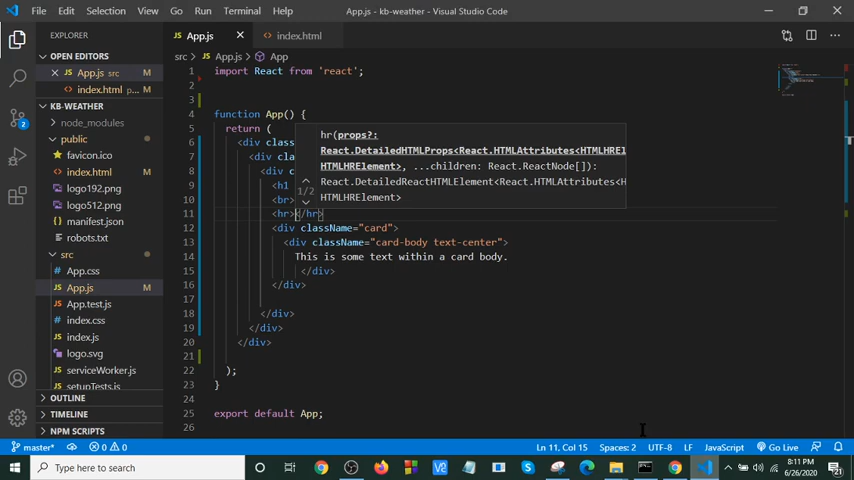 File Edit Selection View Go Run Terminal Help App.js - kb-weather - Visual Studio Code
EXPLORER
App.js
index.html
OPEN EDITORS
src > App.js > App
App.js src M
index.html p... M
KB-WEATHER
node_modules
public
favicon.ico
index.html M
logo192.png
logo512.png
manifest.json
robots.txt
src
App.css
App.js M
App.test.js
index.css
index.js
logo.svg
serviceWorker.js
setupTests.js
OUTLINE
TIMELINE
NPM SCRIPTS
2
1 import React from 'react';
2
3
4 function App() {
5 return (
6 <div class
7 <div cla
8 <div c
9 <h1
10 <br>
11 <hr></hr>
12 <div className="card">
13 <div className="card-body text-center">
14 This is some text within a card body.
15 </div>
16 </div>
17
18 </div>
19 </div>
20 </div>
21
22 );
23 }
24
25 export default App;
26
hr(props?:
React.DetailedHTMLProps<React.HTMLAttributes<HTMLHREl
HTMLHRElement>, ...children: React.ReactNode[]):
1/2
React.DetailedReactHTMLElement<React.HTMLAttributes<H
HTMLHRElement>
master* 0 0 Ln 11, Col 15 Spaces: 2 UTF-8 LF JavaScript Go Live
Type here to search
8:11 PM
6/26/2020
21